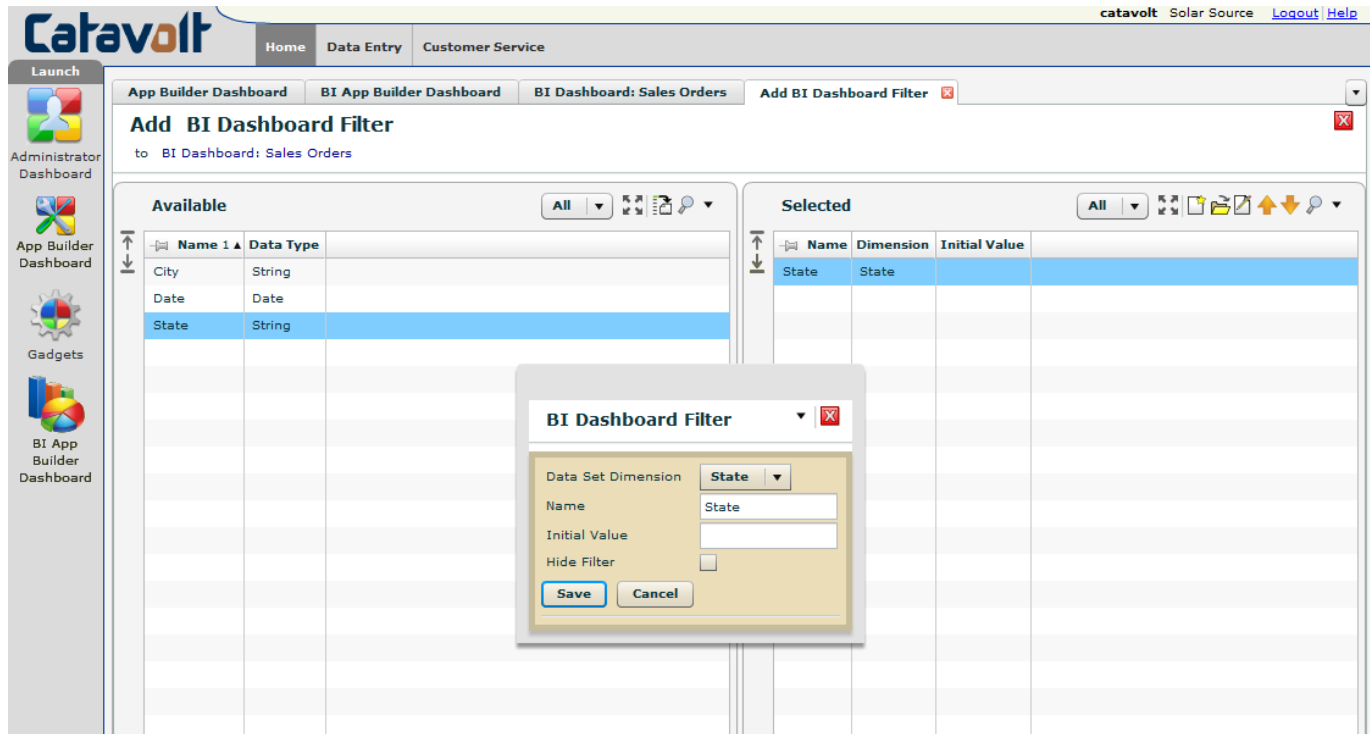 catavolt Solar Source Logout Help
Catavolt
Home Data Entry Customer Service
Launch
App Builder Dashboard BI App Builder Dashboard BI Dashboard: Sales Orders Add BI Dashboard Filter
Add BI Dashboard Filter
to BI Dashboard: Sales Orders
Administrator
Dashboard
App Builder
Dashboard
Gadgets
BI App
Builder
Dashboard
Available All
Name 1 Data Type
City String
Date Date
State String
Selected All
Name Dimension Initial Value
State State
BI Dashboard Filter
Data Set Dimension State
Name State
Initial Value
Hide Filter
Save Cancel